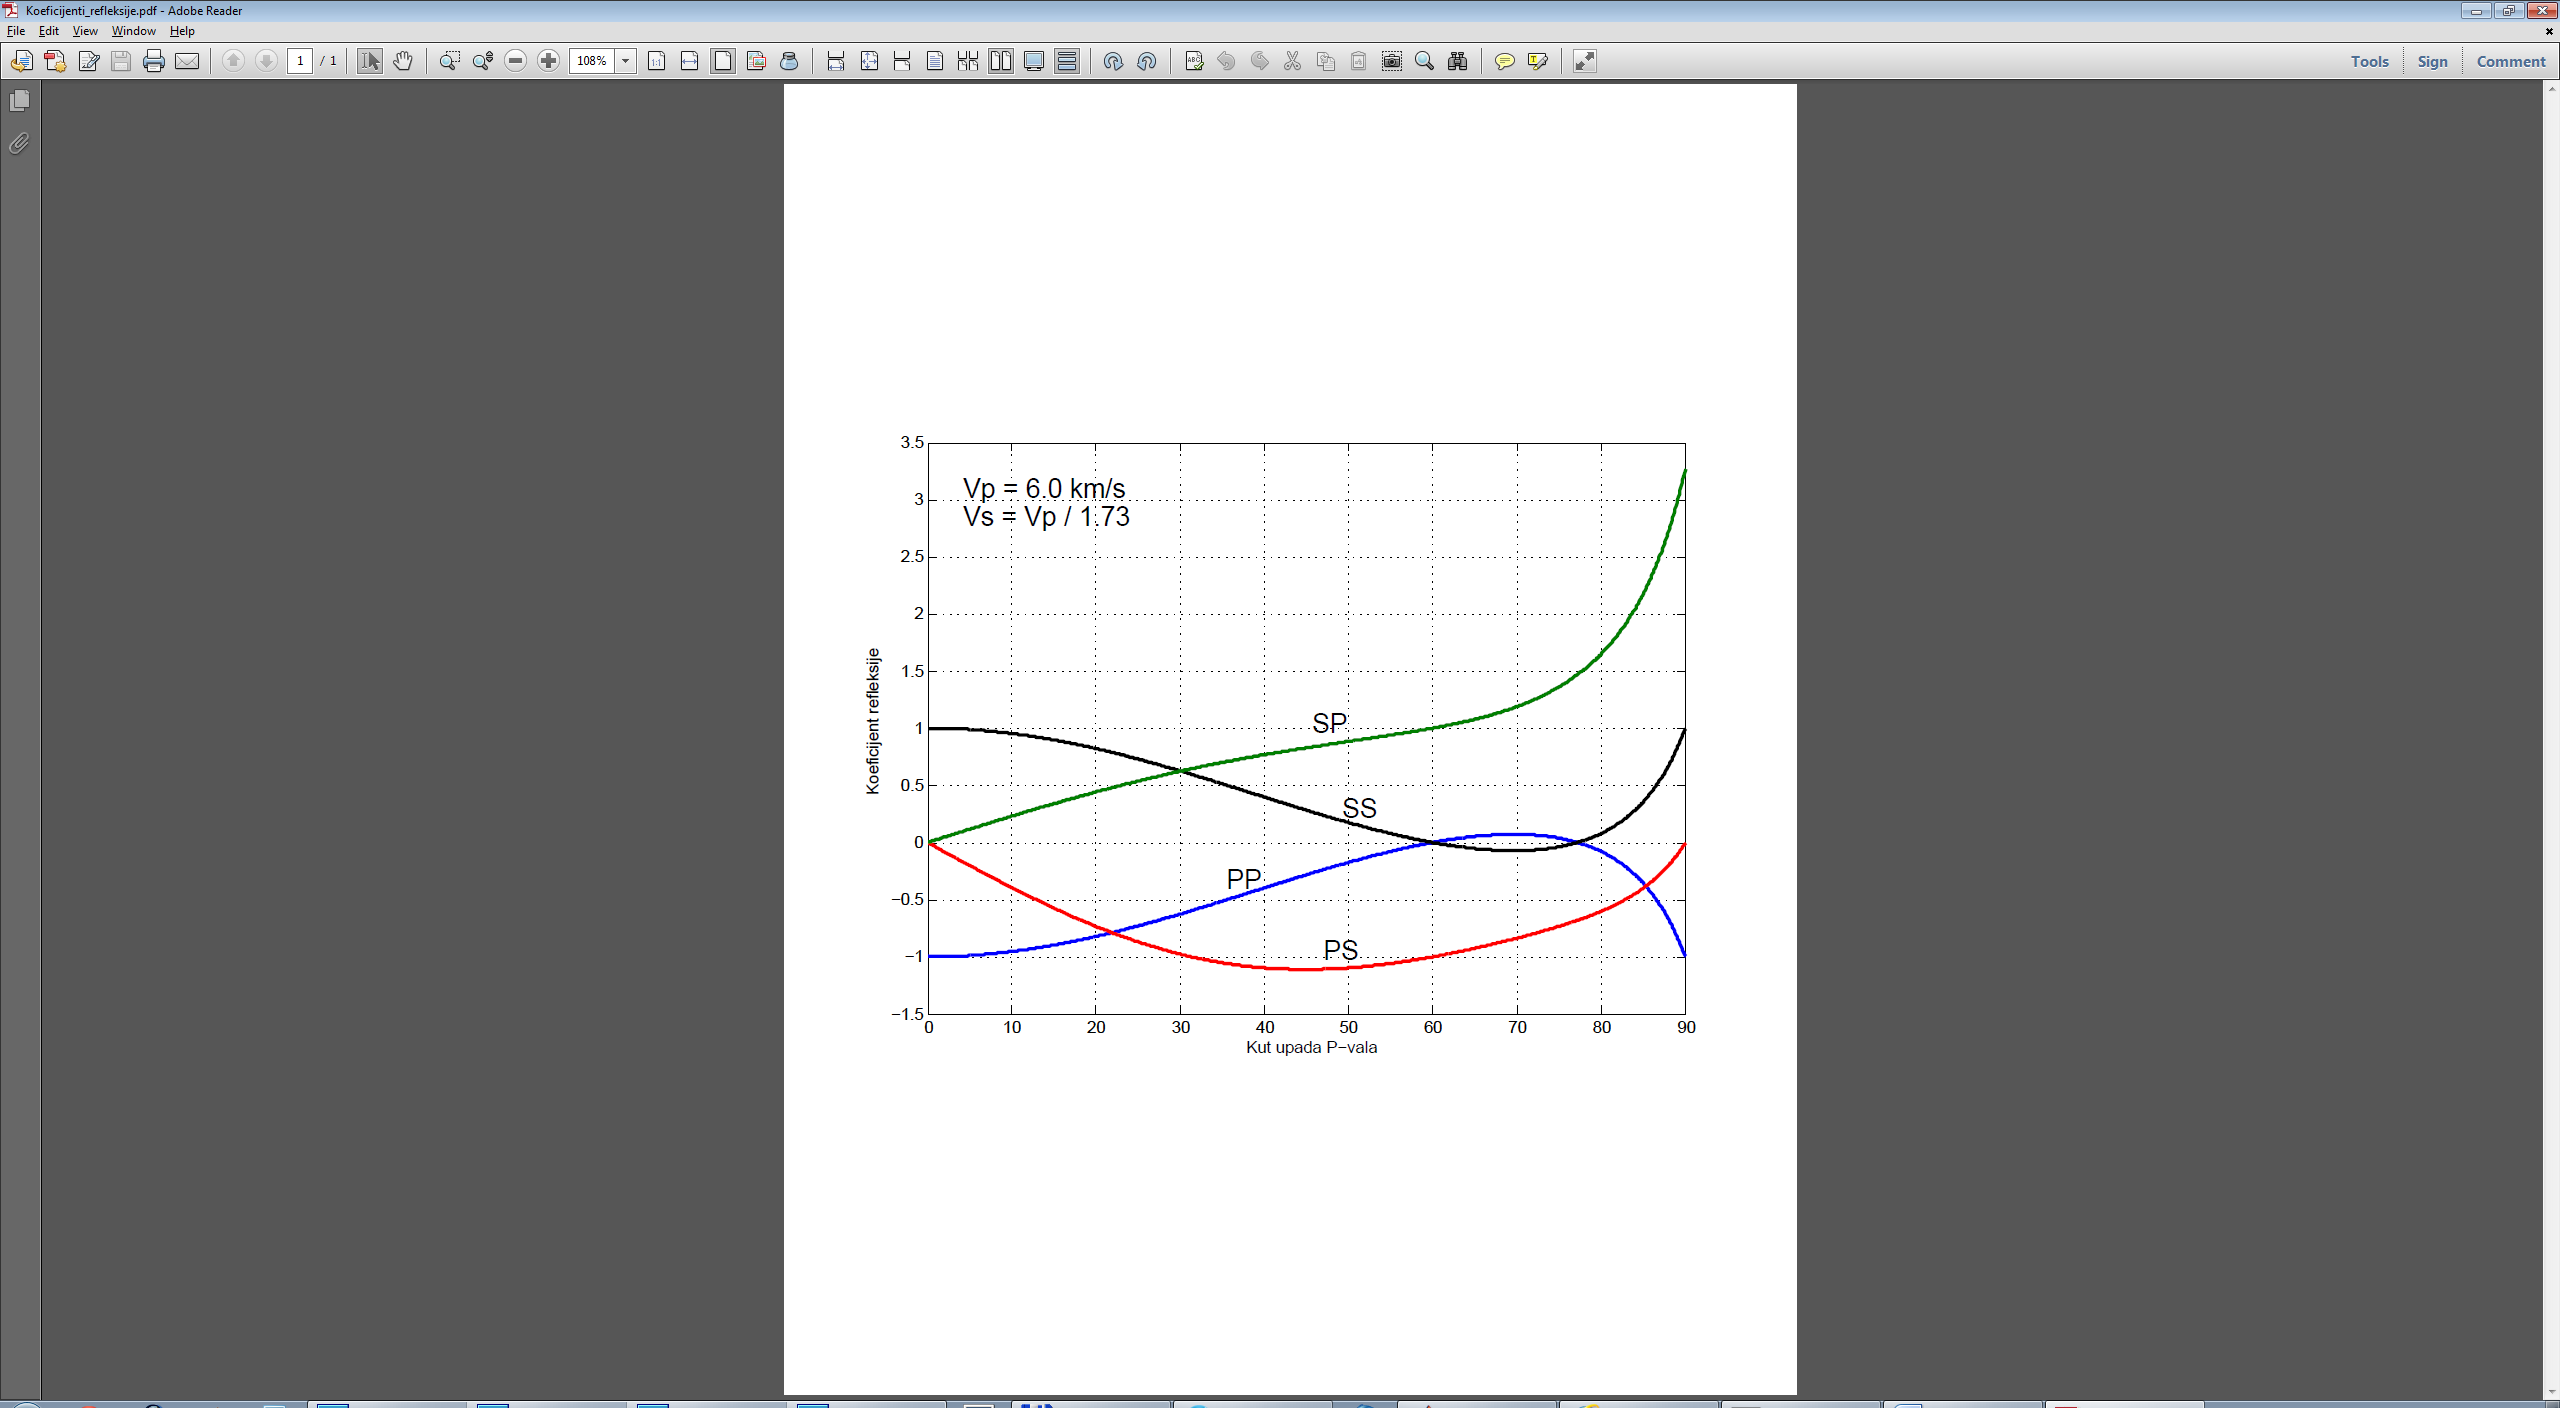 Koeficijenti_refleksije.pdf - Adobe Reader
File Edit View Window Help
1 / 1 108% Tools Sign Comment
3.5
3
2.5
2
1.5
1
0.5
0
−0.5
−1
−1.5
Vp = 6.0 km/s
Vs = Vp / 1.73
SP
SS
PP
PS
Koeficijent refleksije
0 10 20 30 40 50 60 70 80 90
Kut upada P−vala